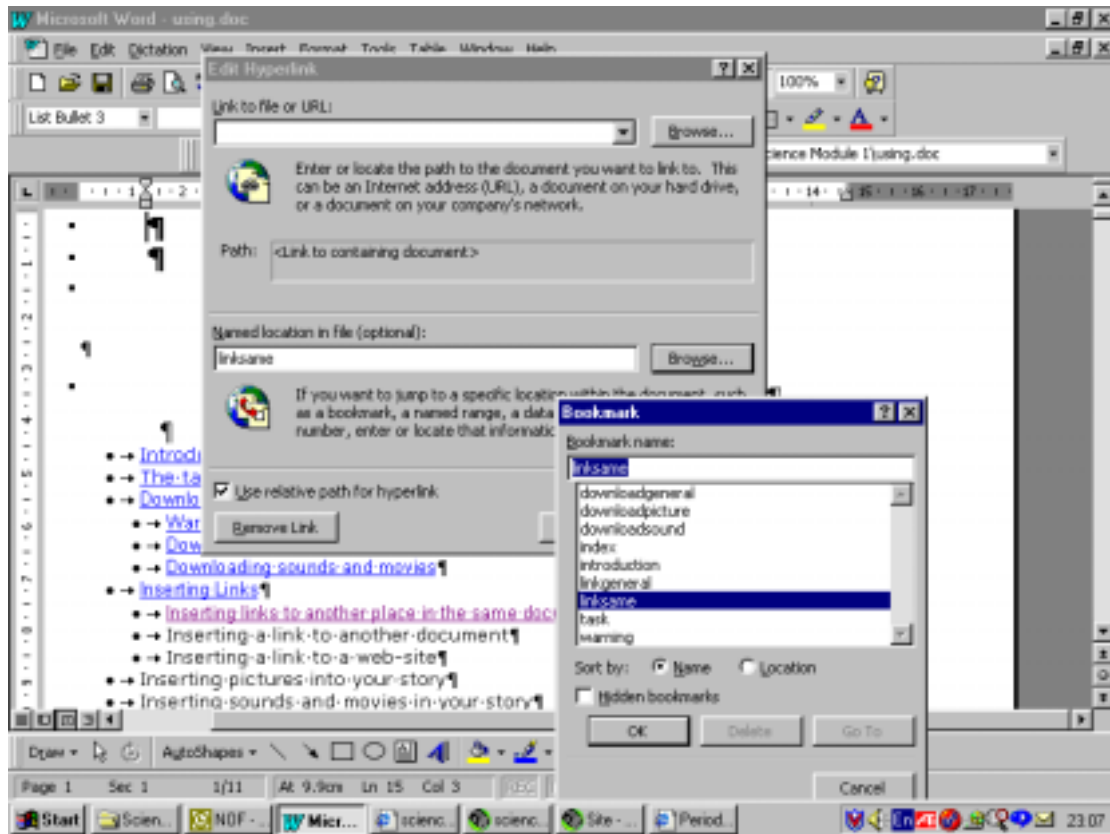 Microsoft Word - using.doc
File Edit Dictation View Insert Format Tools Table Window Help
Edit Hyperlink
100%
List Bullet 3
Link to file or URL:
Browse...
Science Module 1\using.doc
Enter or locate the path to the document you want to link to. This
can be an Internet address (URL), a document on your hard drive,
or a document on your company's network.
Path: <Link to containing document>
Named location in file (optional):
linksame
Browse...
If you want to jump to a specific location within the document, such
as a bookmark, a named range, a data
number, enter or locate that informatic
Use relative path for hyperlink
Remove Link
Bookmark
Bookmark name:
linksame
downloadgeneral
downloadpicture
downloadsound
index
introduction
linkgeneral
linksame
task
warning
Sort by: Name Location
Hidden bookmarks
OK Delete Go To
Cancel
Introdu
The·ta
Downlo
War
Dow
Downloading·sounds·and·movies¶
Inserting Links¶
Inserting links·to·another·place·in·the·same·docu
Inserting·a·link·to·another·document¶
Inserting·a·link·to·a·web-site¶
Inserting·pictures·into·your·story¶
Inserting·sounds·and·movies·in·your·story¶
Draw AutoShapes
Page 1 Sec 1 1/11 At 9.9cm Ln 15 Col 3 REC
Start Scien... NOF - ... Micr... scienc... scienc... Site - ... Period... En 23:07